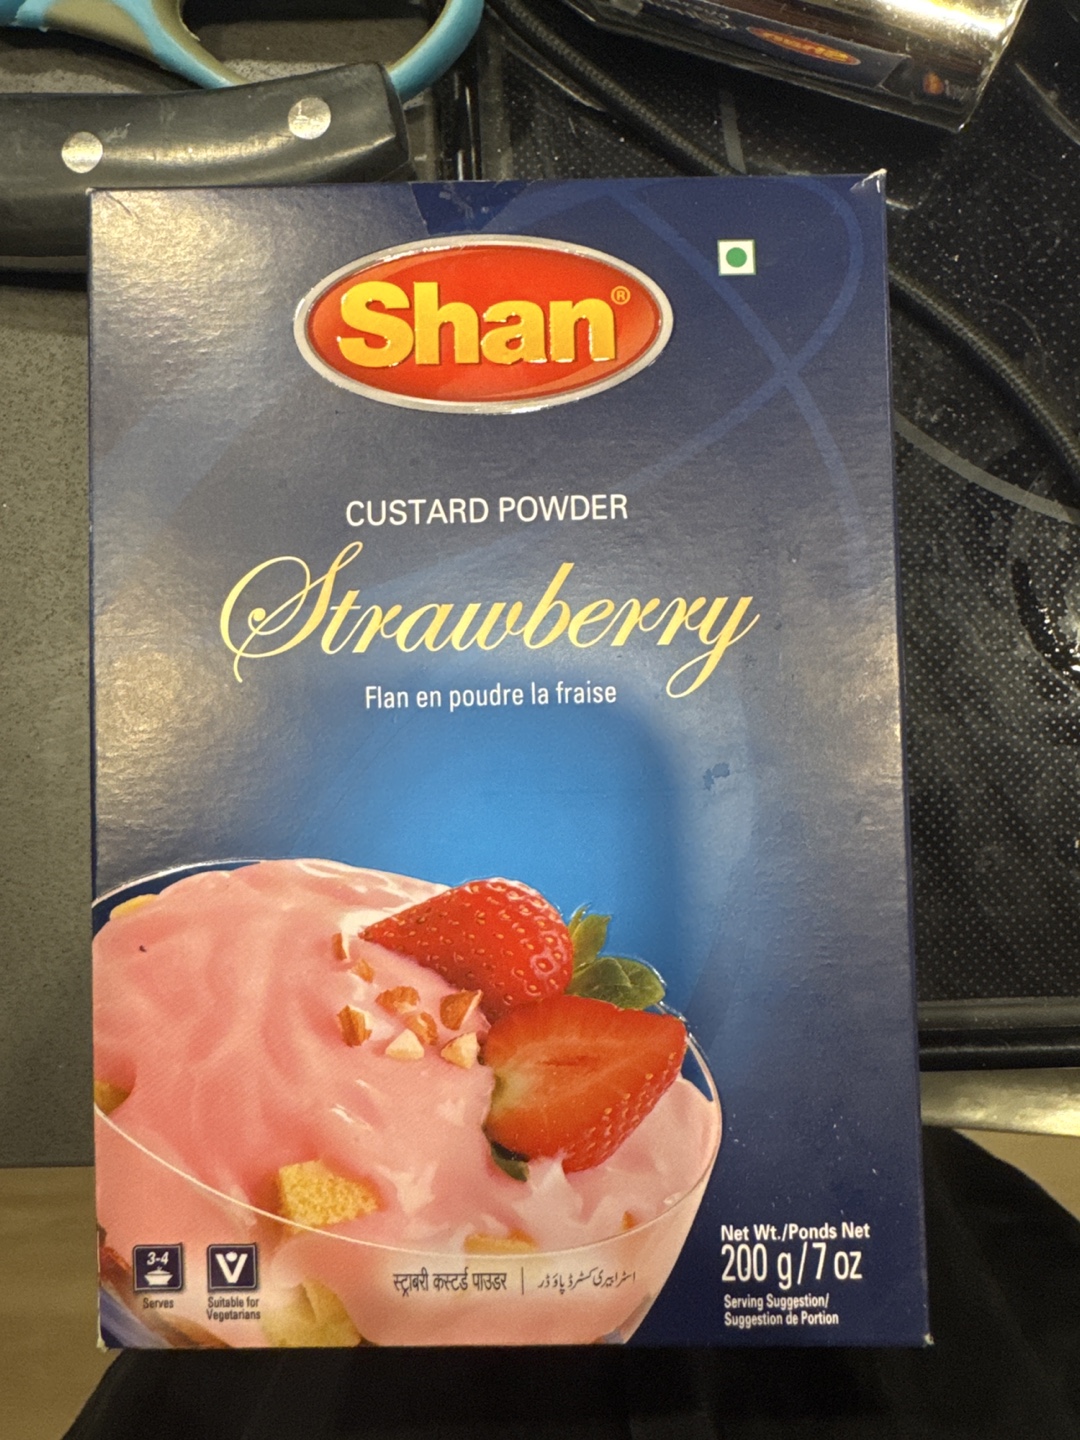 Shan®
CUSTARD POWDER
Strawberry
Flan en poudre la fraise
3-4
Serves
V
Suitable for
Vegetarians
स्ट्राबरी कस्टर्ड पाउडर | اسٹرابیری کسٹرڈ پاؤڈر
Net Wt./Ponds Net
200 g/7 oz
Serving Suggestion/
Suggestion de Portion